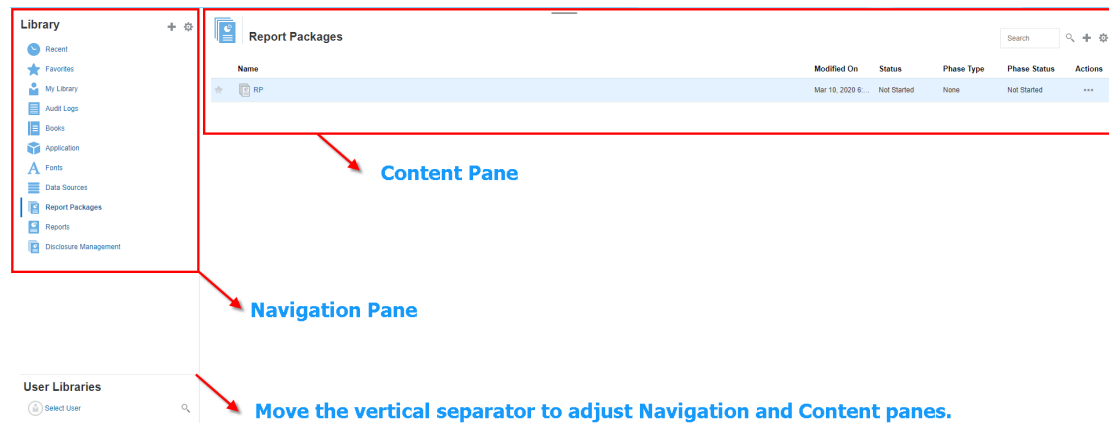 Library
Recent
Favorites
My Library
Audit Logs
Books
Application
Fonts
Data Sources
Report Packages
Reports
Disclosure Management
Report Packages
Search
Name Modified On Status Phase Type Phase Status Actions
RP Mar 10, 2020 6:... Not Started None Not Started
Content Pane
Navigation Pane
User Libraries
Select User
Move the vertical separator to adjust Navigation and Content panes.